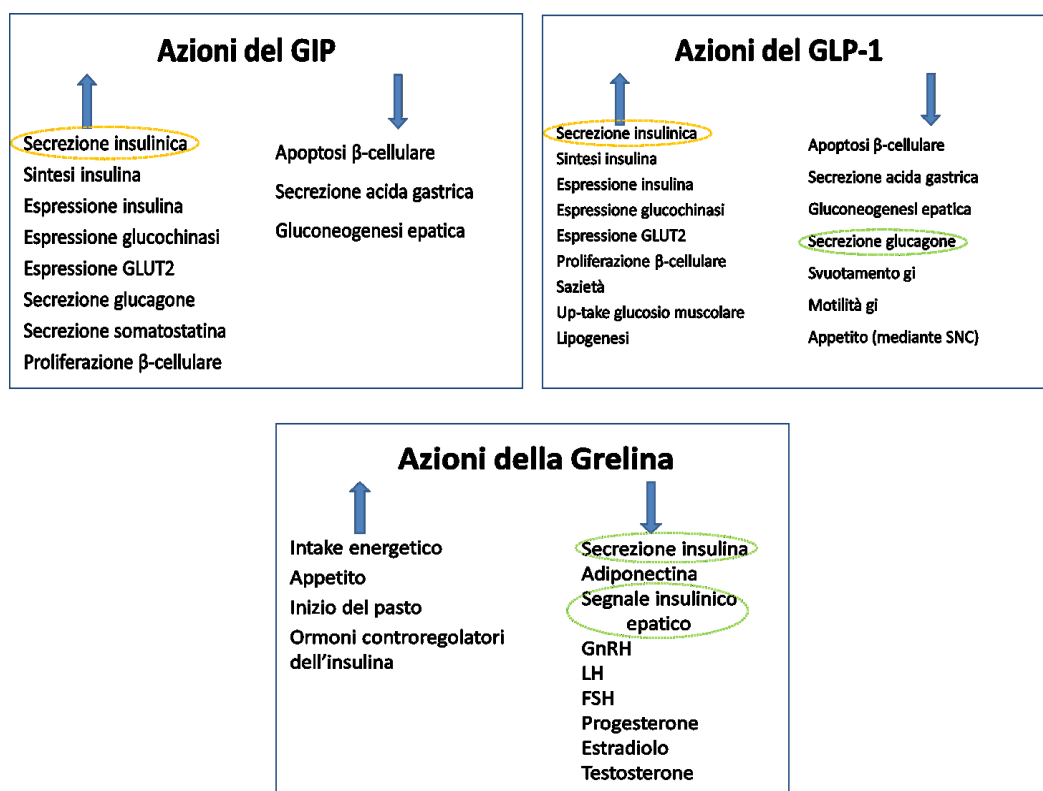 Azioni del GIP
Secrezione insulinica
Sintesi insulina
Espressione insulina
Espressione glucochinasi
Espressione GLUT2
Secrezione glucagone
Secrezione somatostatina
Proliferazione β-cellulare
Apoptosi β-cellulare
Secrezione acida gastrica
Gluconeogenesi epatica
Azioni del GLP-1
Secrezione insulinica
Sintesi insulina
Espressione insulina
Espressione glucochinasi
Espressione GLUT2
Proliferazione β-cellulare
Sazietà
Up-take glucosio muscolare
Lipogenesi
Apoptosi β-cellulare
Secrezione acida gastrica
Gluconeogenesi epatica
Secrezione glucagone
Svuotamento gi
Motilità gi
Appetito (mediante SNC)
Azioni della Grelina
Intake energetico
Appetito
Inizio del pasto
Ormoni controregolatori
dell'insulina
Secrezione insulina
Adiponectina
Segnale insulinico
epatico
GnRH
LH
FSH
Progesterone
Estradiolo
Testosterone